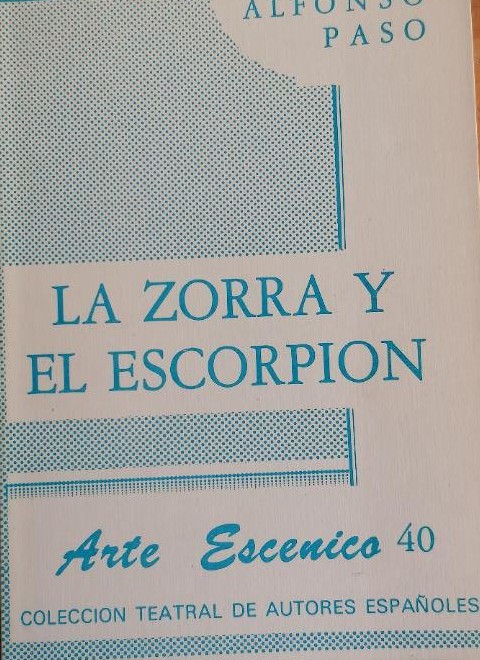 ALFONSO
PASO
LA ZORRA Y
EL ESCORPION
Arte Escenico 40
COLECCION TEATRAL DE AUTORES ESPAÑOLES